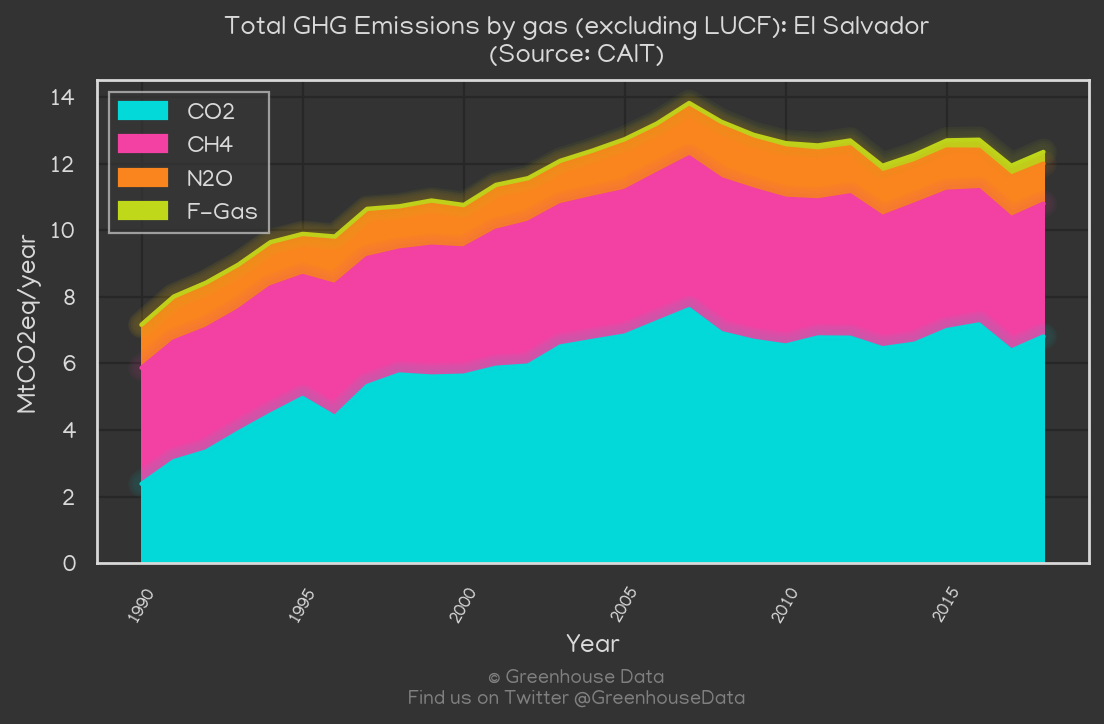 Total GHG Emissions by gas (excluding LUCF): El Salvador
(Source: CAIT)
MtCO2eq/year
14
12
10
8
6
4
2
0
CO2
CH4
N2O
F-Gas
1990
1995
2000
2005
2010
2015
Year
© Greenhouse Data
Find us on Twitter @GreenhouseData